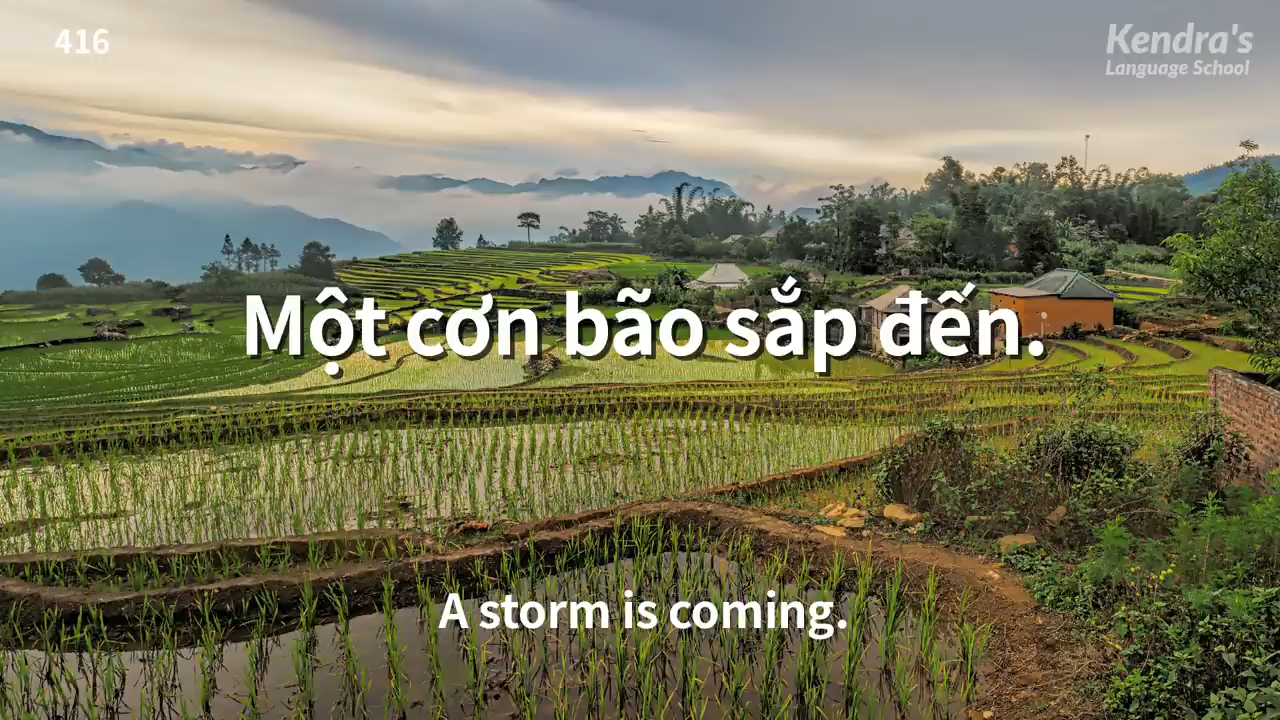 416
Kendra's
Language School
Một cơn bão sắp đến.
A storm is coming.